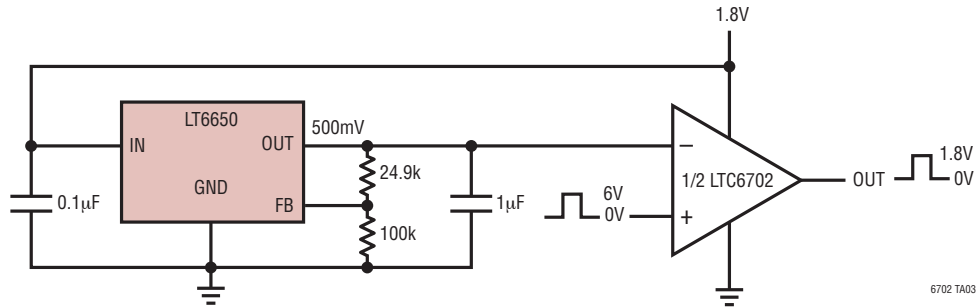 1.8V
LT6650
IN
OUT
GND
FB
500mV
24.9k
100k
0.1µF
1µF
6V
0V
−
+
1/2 LTC6702
OUT
1.8V
0V
6702 TA03